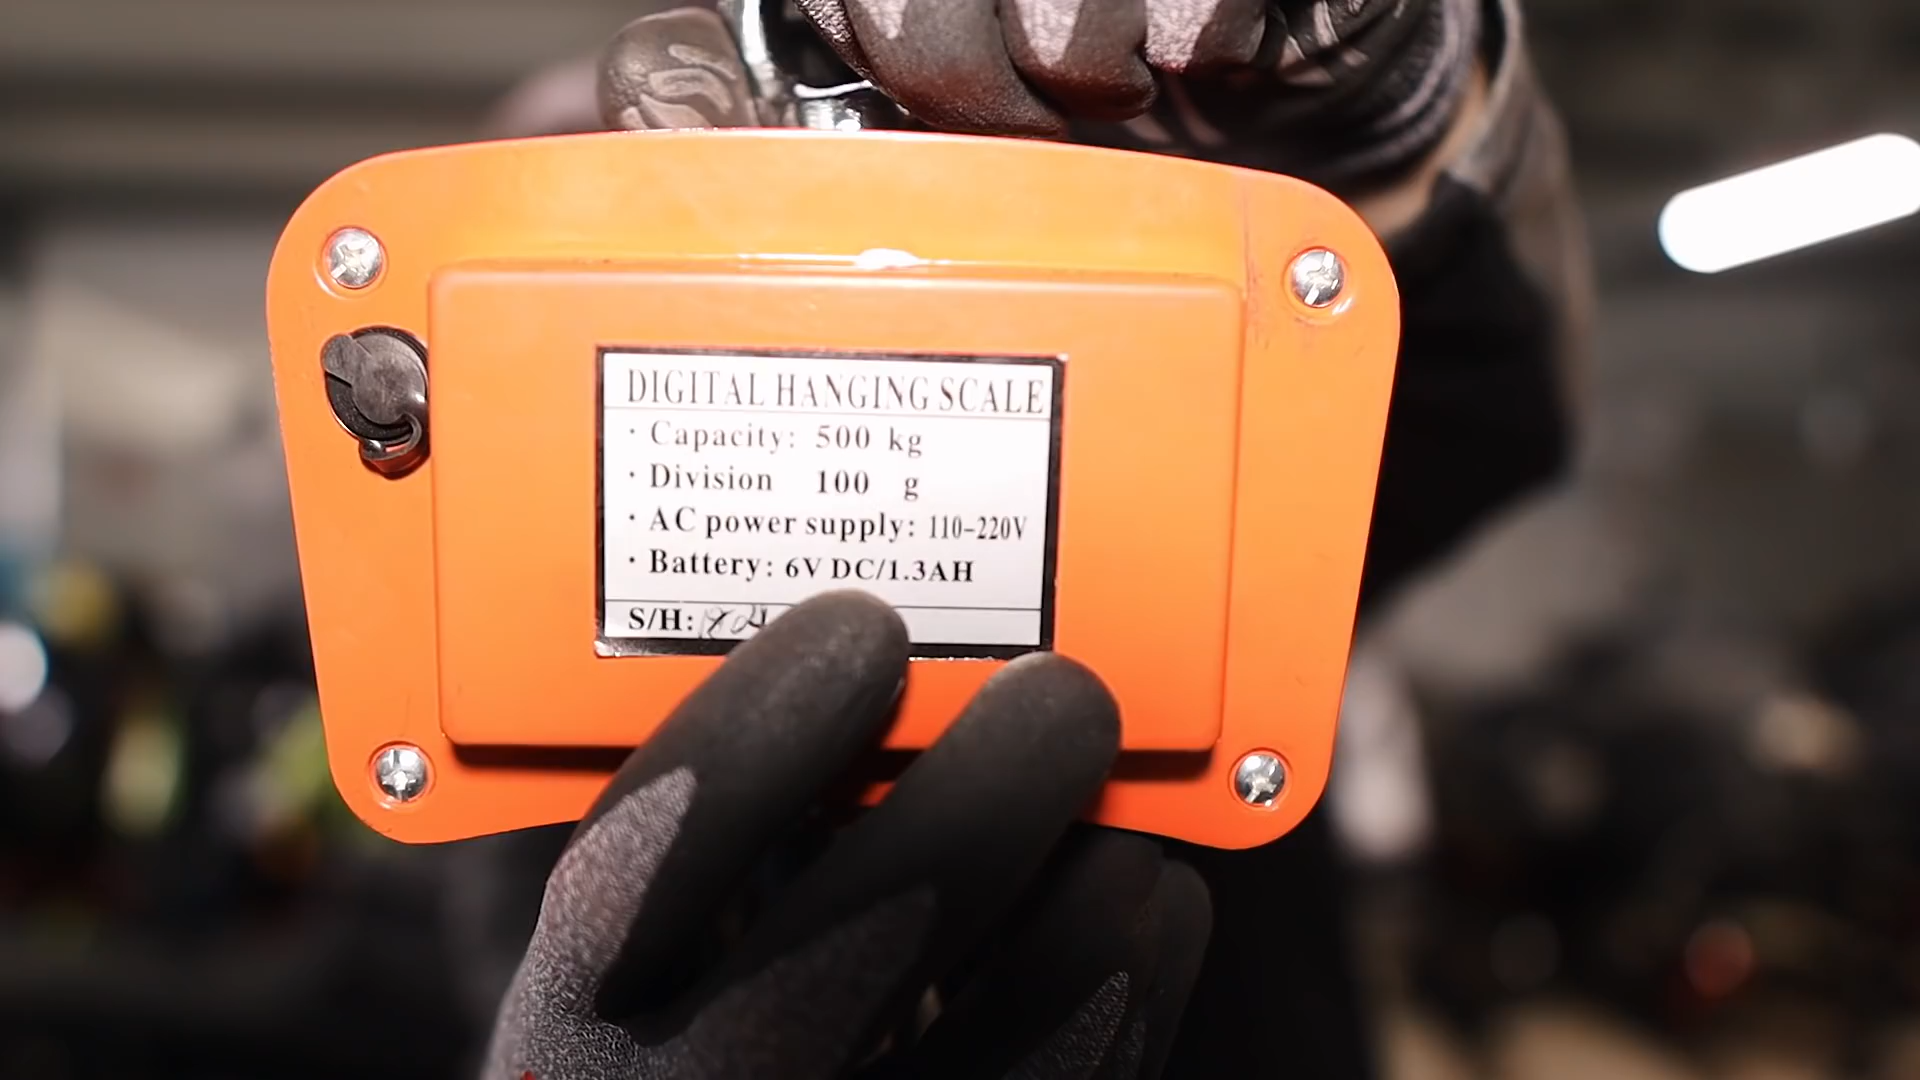 DIGITAL HANGING SCALE
· Capacity: 500 kg
· Division 100 g
· AC power supply: 110-220V
· Battery: 6V DC/1.3AH
S/H: